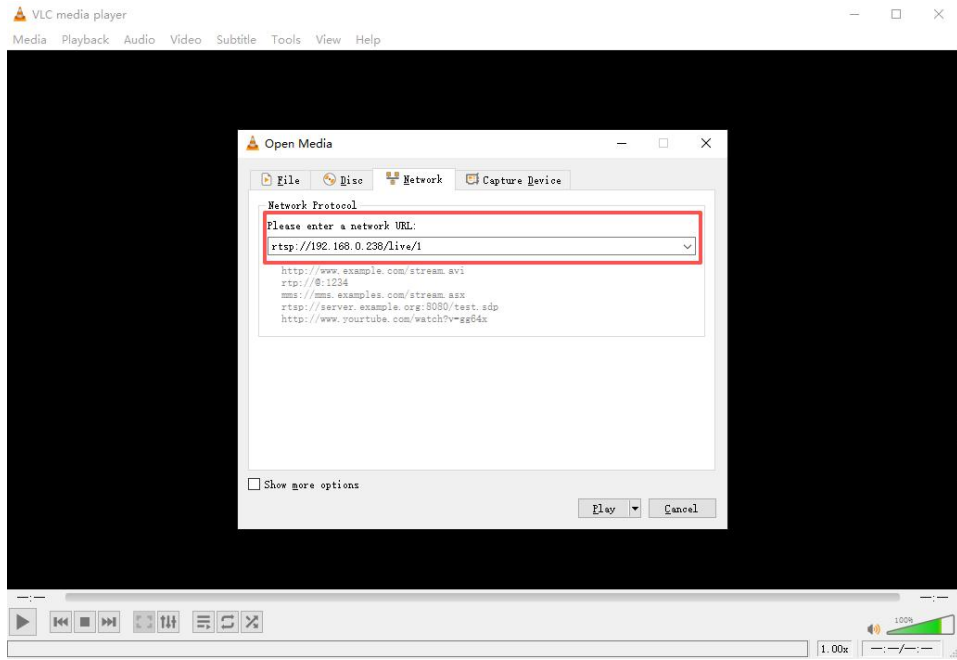 VLC media player
Media Playback Audio Video Subtitle Tools View Help
Open Media
File Disc Network Capture Device
Network Protocol
Please enter a network URL:
rtsp://192.168.0.238/live/1
http://www.example.com/stream.avi
rtp://@:1234
mms://mms.examples.com/stream.asx
rtsp://server.example.org:8080/test.sdp
http://www.yourtube.com/watch?v=gg64x
Show more options
Play Cancel
--:-- --:--
100%
1.00x --:--/--:--